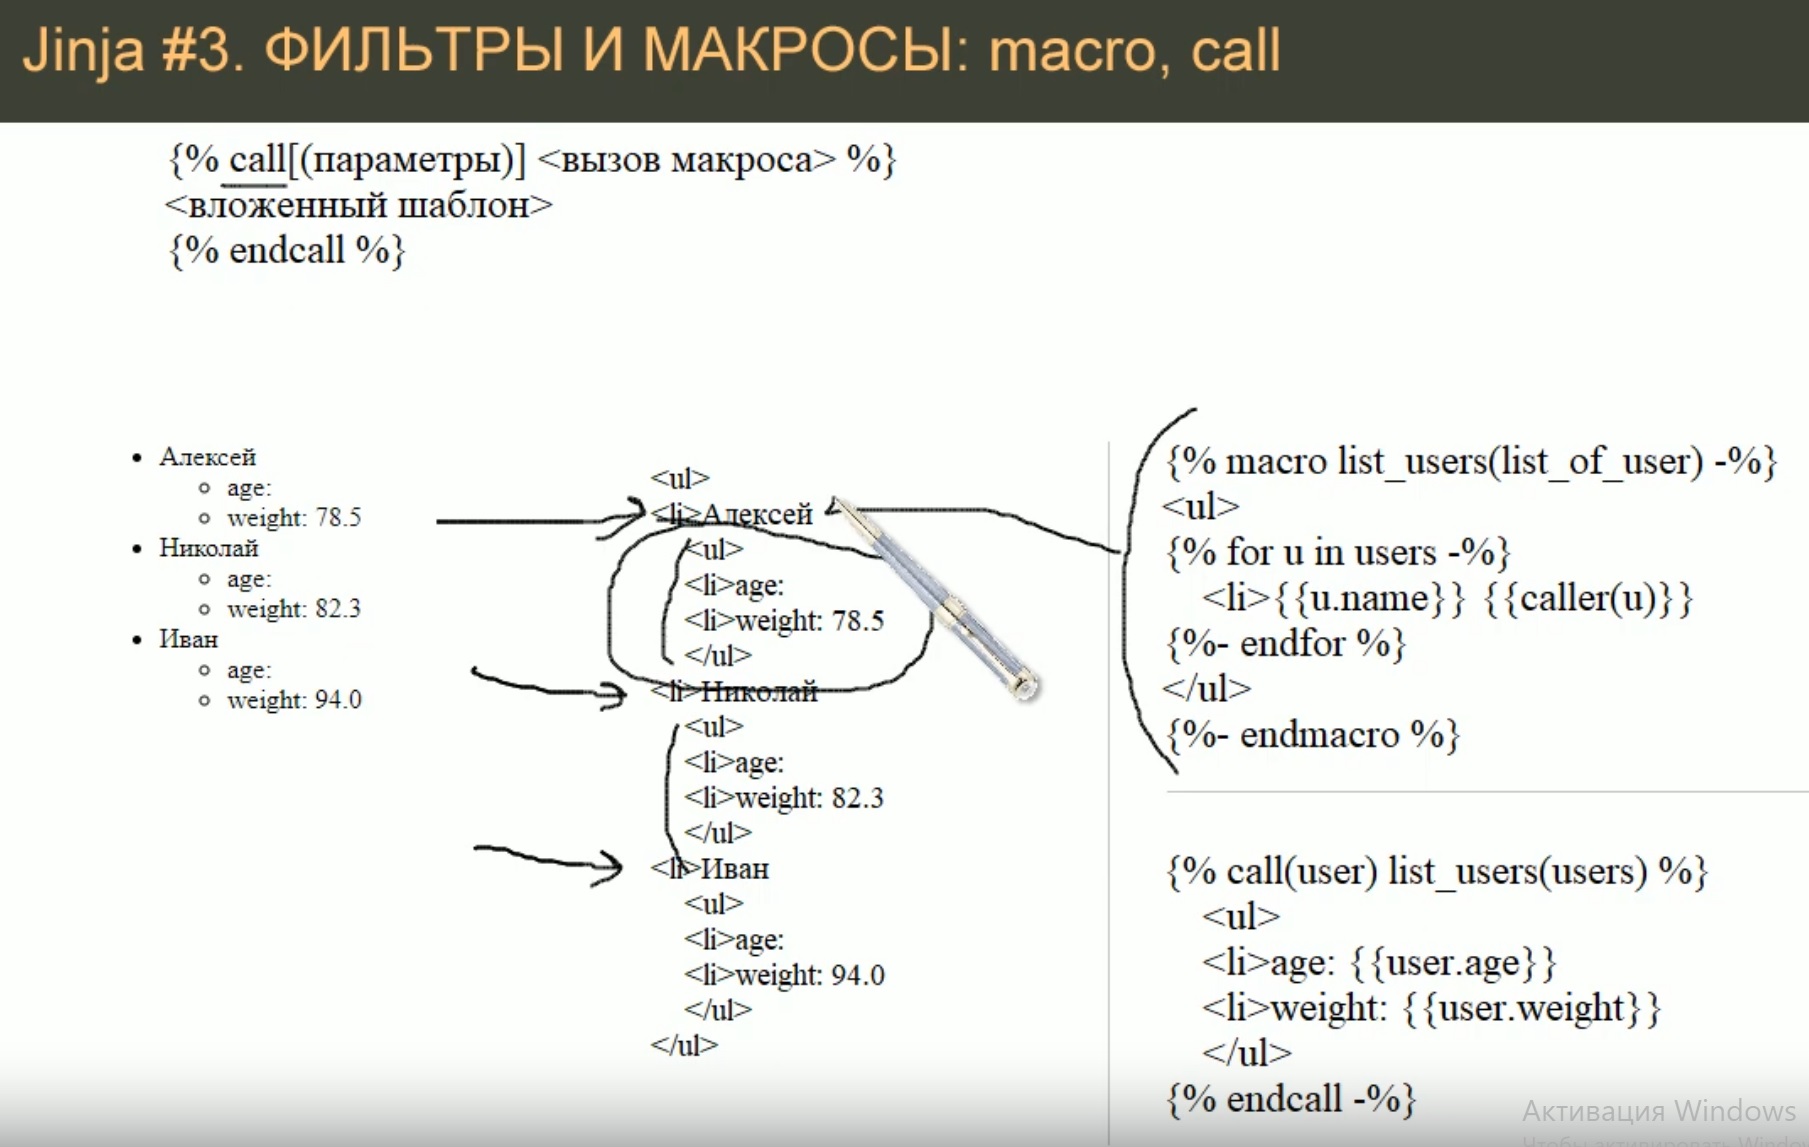 Jinja #3. ФИЛЬТРЫ И МАКРОСЫ: macro, call
{% call[(параметры)] <вызов макроса> %}
<вложенный шаблон>
{% endcall %}
Алексей
age:
weight: 78.5
Николай
age:
weight: 82.3
Иван
age:
weight: 94.0
<ul>
<li>Алексей
<ul>
<li>age:
<li>weight: 78.5
</ul>
<li>Николай
<ul>
<li>age:
<li>weight: 82.3
</ul>
<li>Иван
<ul>
<li>age:
<li>weight: 94.0
</ul>
</ul>
{% macro list_users(list_of_user) -%}
<ul>
{% for u in users -%}
<li>{{u.name}} {{caller(u)}}
{%- endfor %}
</ul>
{%- endmacro %}
{% call(user) list_users(users) %}
<ul>
<li>age: {{user.age}}
<li>weight: {{user.weight}}
</ul>
{% endcall -%}
Активация Windows